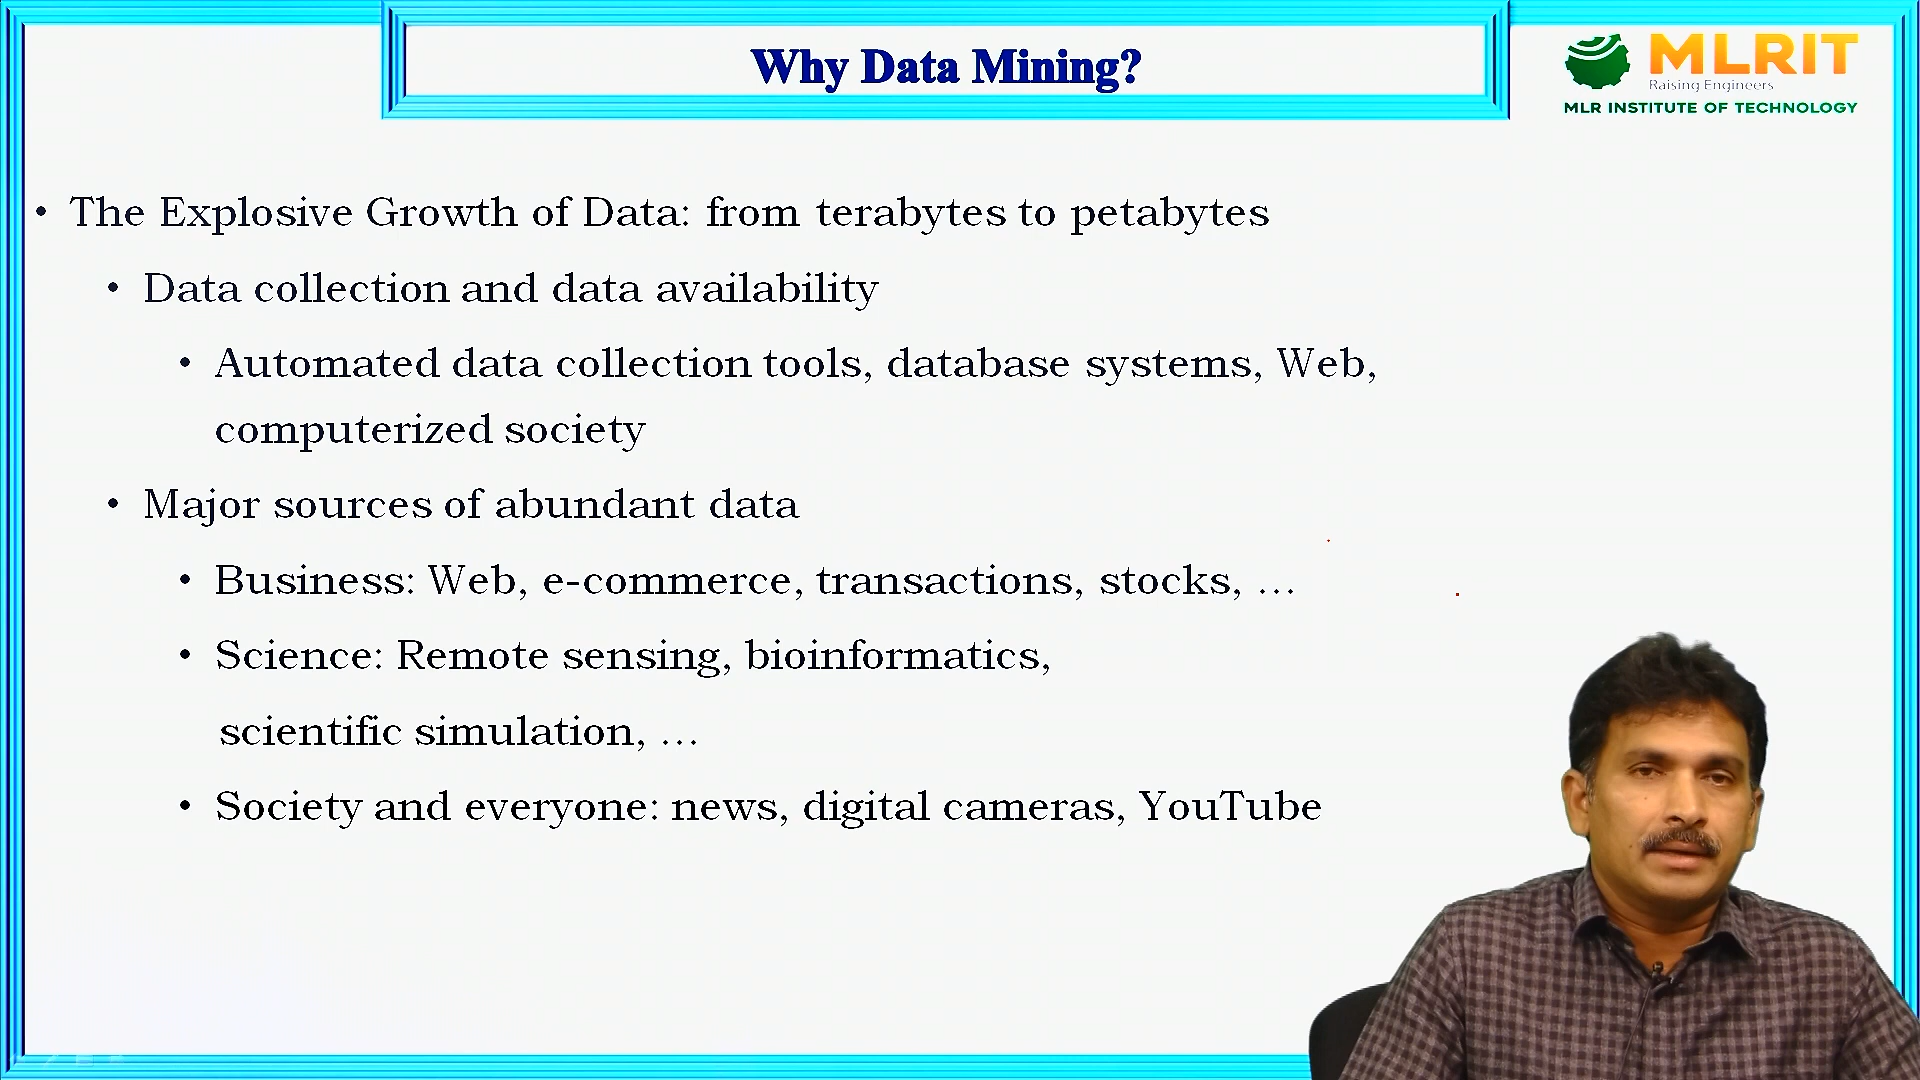 Why Data Mining?
MLRIT
Raising Engineers
MLR INSTITUTE OF TECHNOLOGY
• The Explosive Growth of Data: from terabytes to petabytes
• Data collection and data availability
• Automated data collection tools, database systems, Web,
computerized society
• Major sources of abundant data
• Business: Web, e-commerce, transactions, stocks, …
• Science: Remote sensing, bioinformatics,
scientific simulation, …
• Society and everyone: news, digital cameras, YouTube